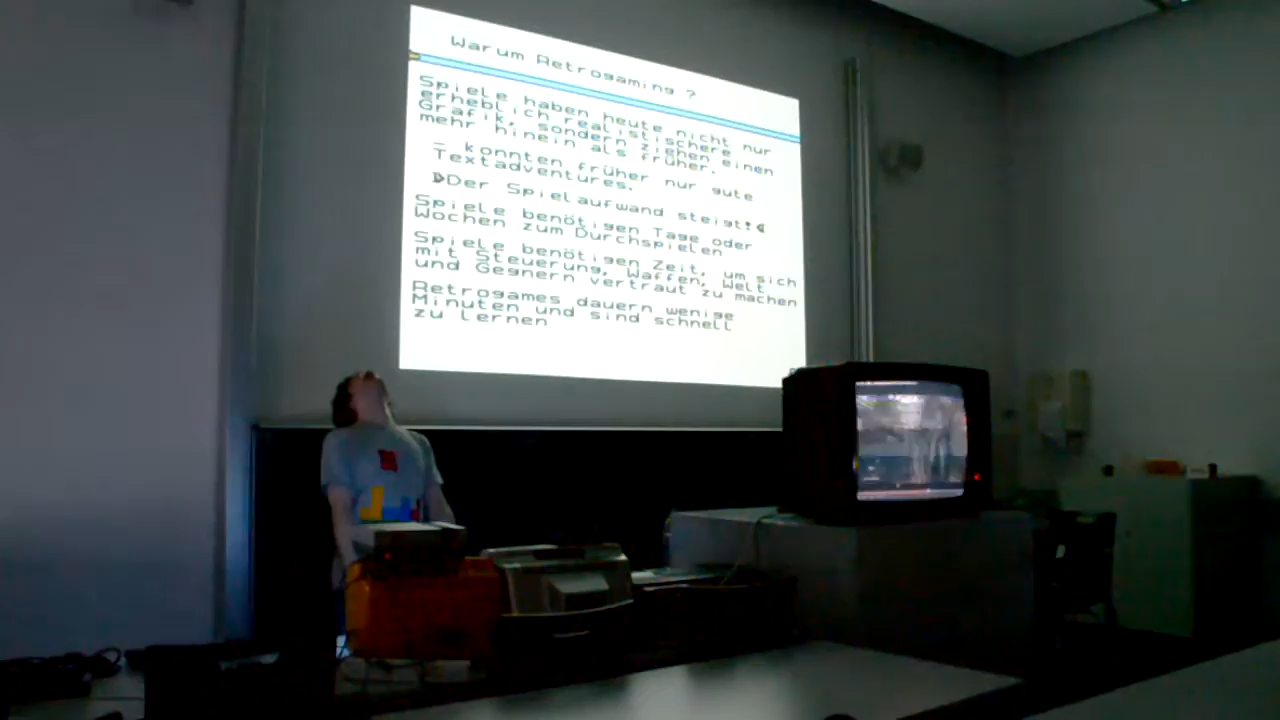 Warum Retrogaming ?
Spiele haben heute nicht nur
erheblich realistischere
Grafik, sondern ziehen einen
mehr hinein als früher.
– konnten früher nur gute
Textadventures.
Der Spielaufwand steigt!
Spiele benötigen Tage oder
Wochen zum Durchspielen
Spiele benötigen Zeit, um sich
mit Steuerung, Waffen, Welt
und Gegnern vertraut zu machen
Retrogames dauern wenige
Minuten und sind schnell
zu lernen